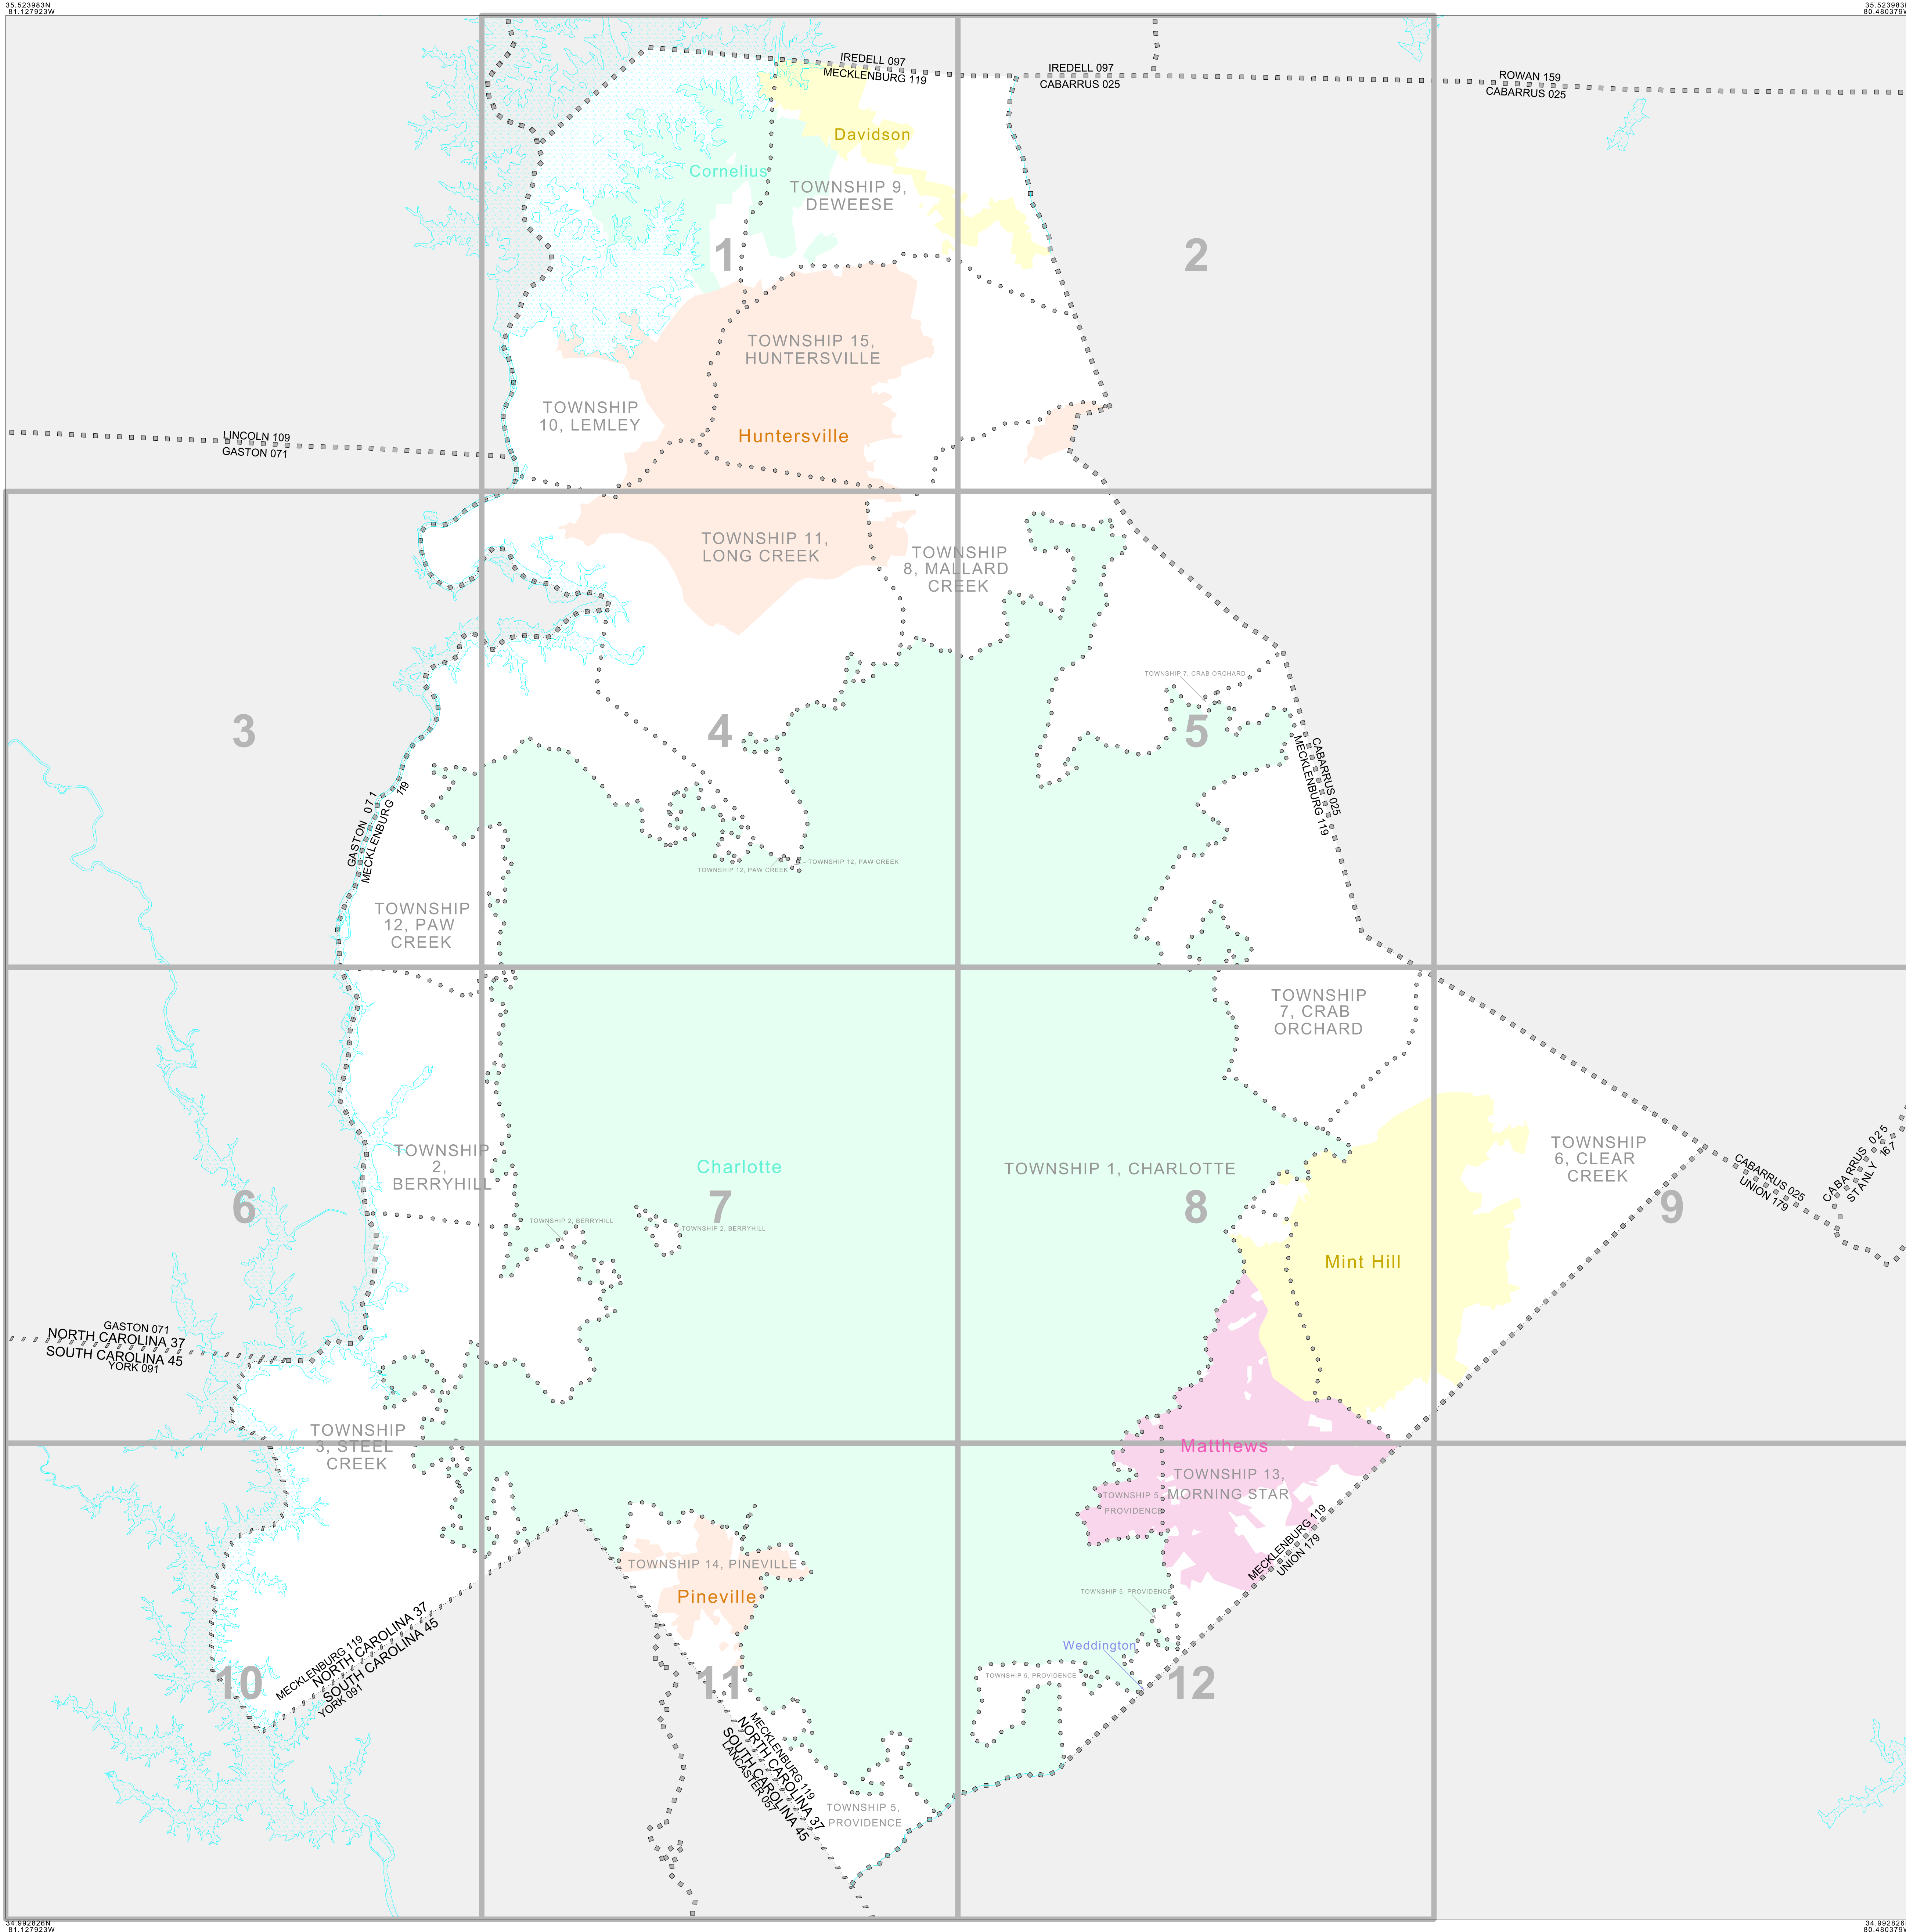 35.523983N
81.127923W
35.523983N
80.480379W
IREDELL 097
MECKLENBURG 119
IREDELL 097
CABARRUS 025
ROWAN 159
CABARRUS 025
Davidson
Cornelius
TOWNSHIP 9,
DEWEESE
1
2
TOWNSHIP 15,
HUNTERSVILLE
TOWNSHIP
10, LEMLEY
Huntersville
LINCOLN 109
GASTON 071
TOWNSHIP 11,
LONG CREEK
TOWNSHIP
8, MALLARD
CREEK
TOWNSHIP 7, CRAB ORCHARD
3
4
5
CABARRUS 025
MECKLENBURG 119
GASTON 071
MECKLENBURG 119
TOWNSHIP 12, PAW CREEK
TOWNSHIP 12, PAW CREEK
TOWNSHIP
12, PAW
CREEK
TOWNSHIP
7, CRAB
ORCHARD
TOWNSHIP
2,
BERRYHILL
Charlotte
TOWNSHIP 1, CHARLOTTE
TOWNSHIP
6, CLEAR
CREEK
CABARRUS 025
STANLY 167
CABARRUS 025
UNION 179
6
7
8
9
TOWNSHIP 2, BERRYHILL
TOWNSHIP 2, BERRYHILL
Mint Hill
GASTON 071
NORTH CAROLINA 37
SOUTH CAROLINA 45
YORK 091
TOWNSHIP
3, STEEL
CREEK
Matthews
TOWNSHIP 13,
MORNING STAR
TOWNSHIP 5,
PROVIDENCE
MECKLENBURG 119
UNION 179
TOWNSHIP 14, PINEVILLE
Pineville
TOWNSHIP 5, PROVIDENCE
Weddington
TOWNSHIP 5, PROVIDENCE
MECKLENBURG 119
NORTH CAROLINA 37
SOUTH CAROLINA 45
YORK 091
10
11
12
MECKLENBURG 119
NORTH CAROLINA 37
SOUTH CAROLINA 45
LANCASTER 057
TOWNSHIP 5,
PROVIDENCE
34.992826N
81.127923W
34.992826N
80.480379W